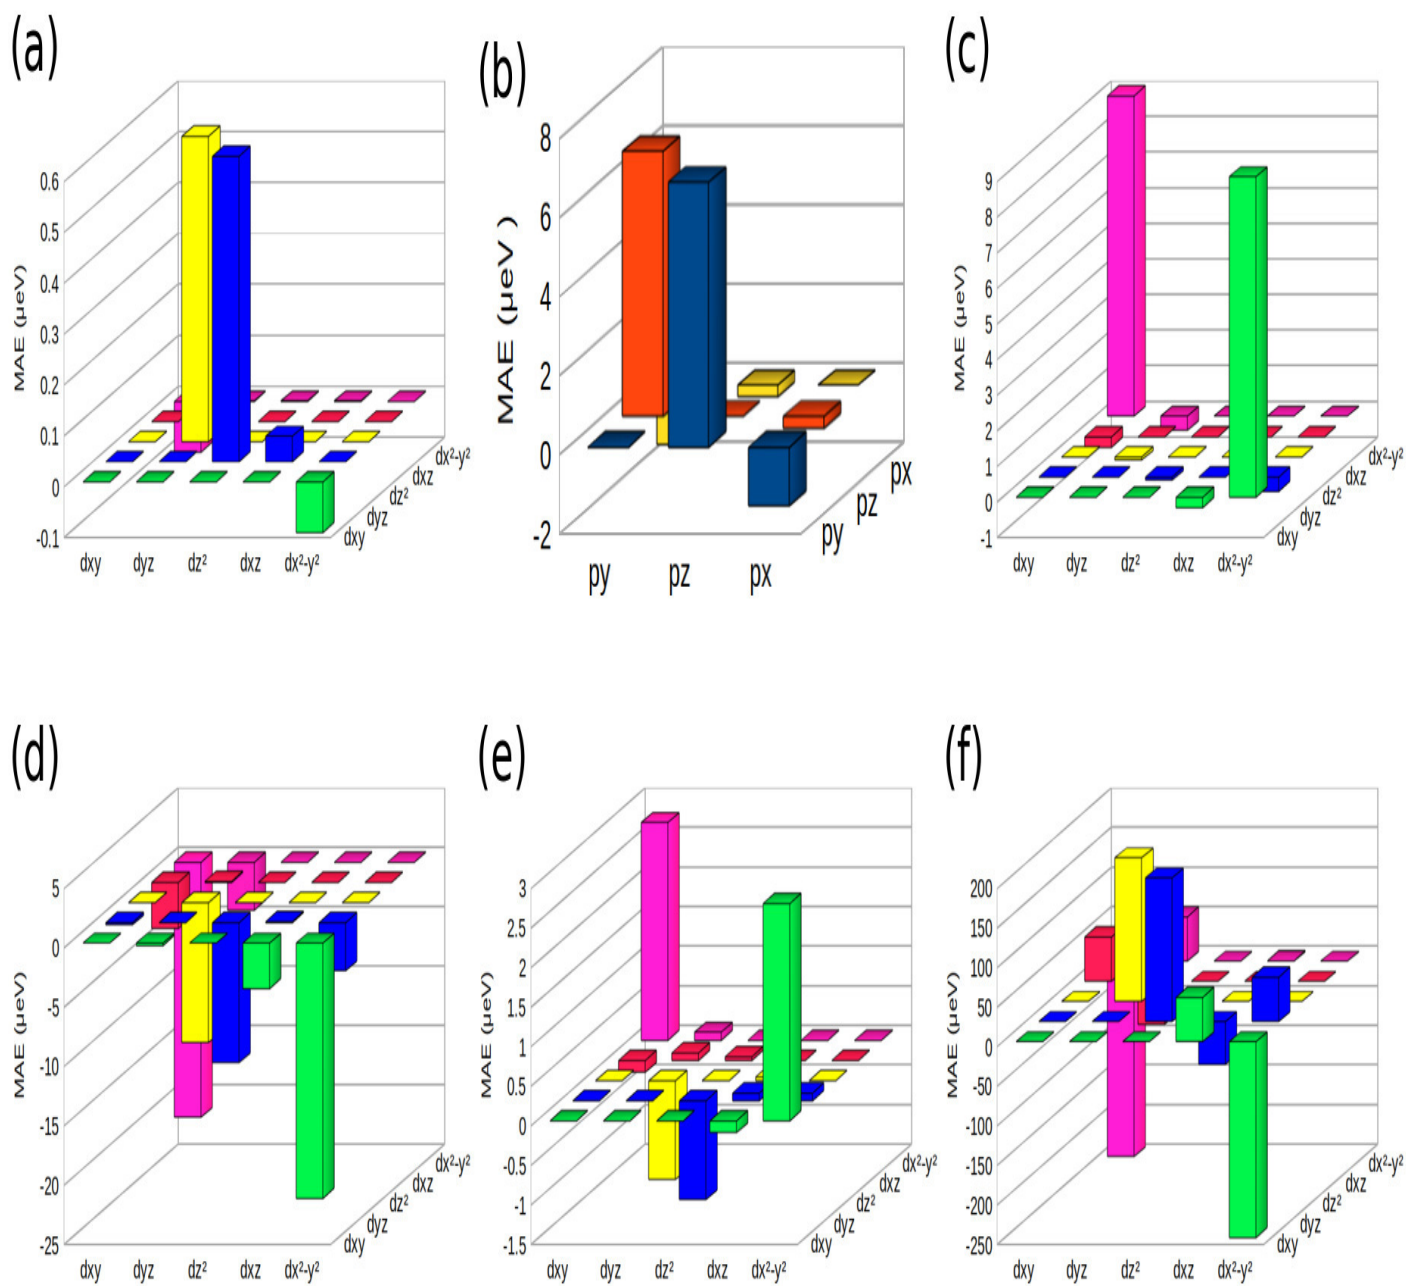 (a)
MAE (μeV)
0.6
0.5
0.4
0.3
0.2
0.1
0
-0.1
dxy
dyz
dz²
dxz
dx²-y²
dxy
dyz
dz²
dxz
dx²-y²
(b)
MAE (μeV )
8
6
4
2
0
-2
py
pz
px
py
pz
px
(c)
MAE (μeV)
9
8
7
6
5
4
3
2
1
0
-1
dxy
dyz
dz²
dxz
dx²-y²
dxy
dyz
dz²
dxz
dx²-y²
(d)
MAE (μeV)
5
0
-5
-10
-15
-20
-25
dxy
dyz
dz²
dxz
dx²-y²
dxy
dyz
dz²
dxz
dx²-y²
(e)
MAE (μeV)
3
2.5
2
1.5
1
0.5
0
-0.5
-1
-1.5
dxy
dyz
dz²
dxz
dx²-y²
dxy
dyz
dz²
dxz
dx²-y²
(f)
MAE (μeV)
200
150
100
50
0
-50
-100
-150
-200
-250
dxy
dyz
dz²
dxz
dx²-y²
dxy
dyz
dz²
dxz
dx²-y²